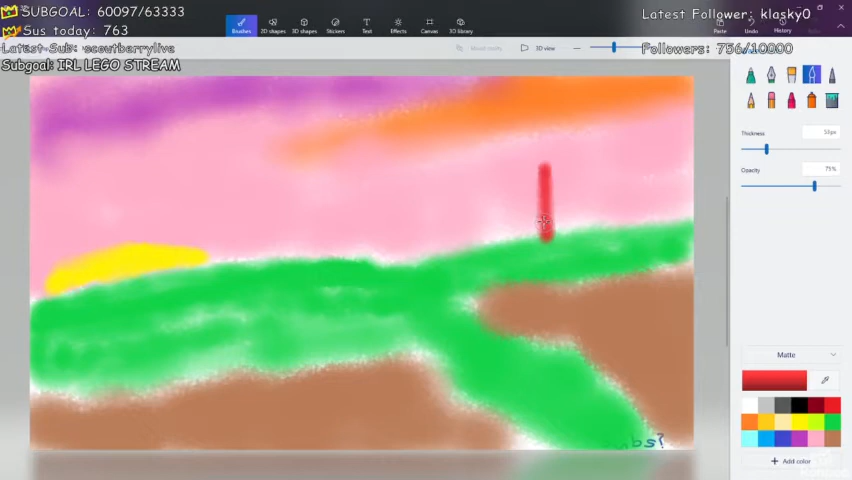 SUBGOAL: 60097/63333
Sus today: 763
Latest Sub: scoutberrylive
Subgoal: IRL LEGO STREAM
Latest Follower: klasky0
Followers: 756/10000
Brushes
2D shapes
3D shapes
Stickers
Text
Effects
Canvas
3D library
Paste
Undo
History
3D view
Thickness
Opacity
75%
Matte
Add color